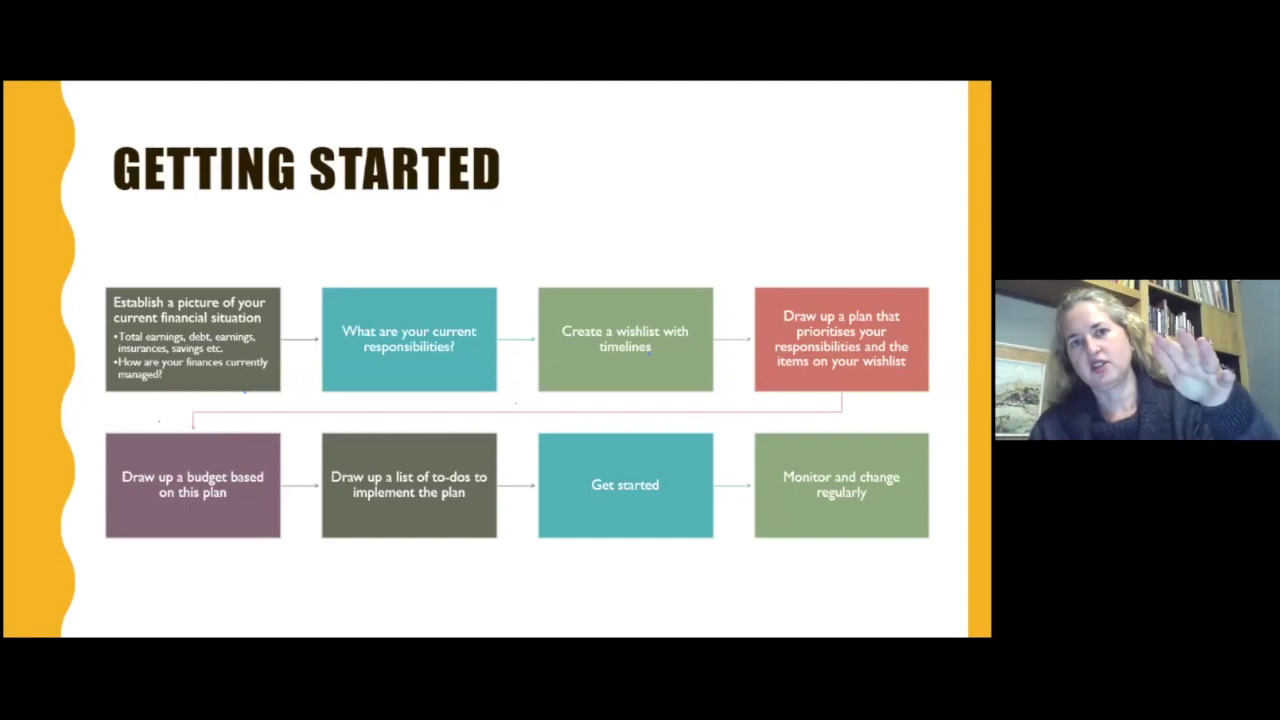 GETTING STARTED
Establish a picture of your
current financial situation
•Total earnings, debt, earnings,
insurances, savings etc.
•How are your finances currently
managed?
What are your current
responsibilities?
Create a wishlist with
timelines
Draw up a plan that
prioritises your
responsibilities and the
items on your wishlist
Draw up a budget based
on this plan
Draw up a list of to-dos to
implement the plan
Get started
Monitor and change
regularly